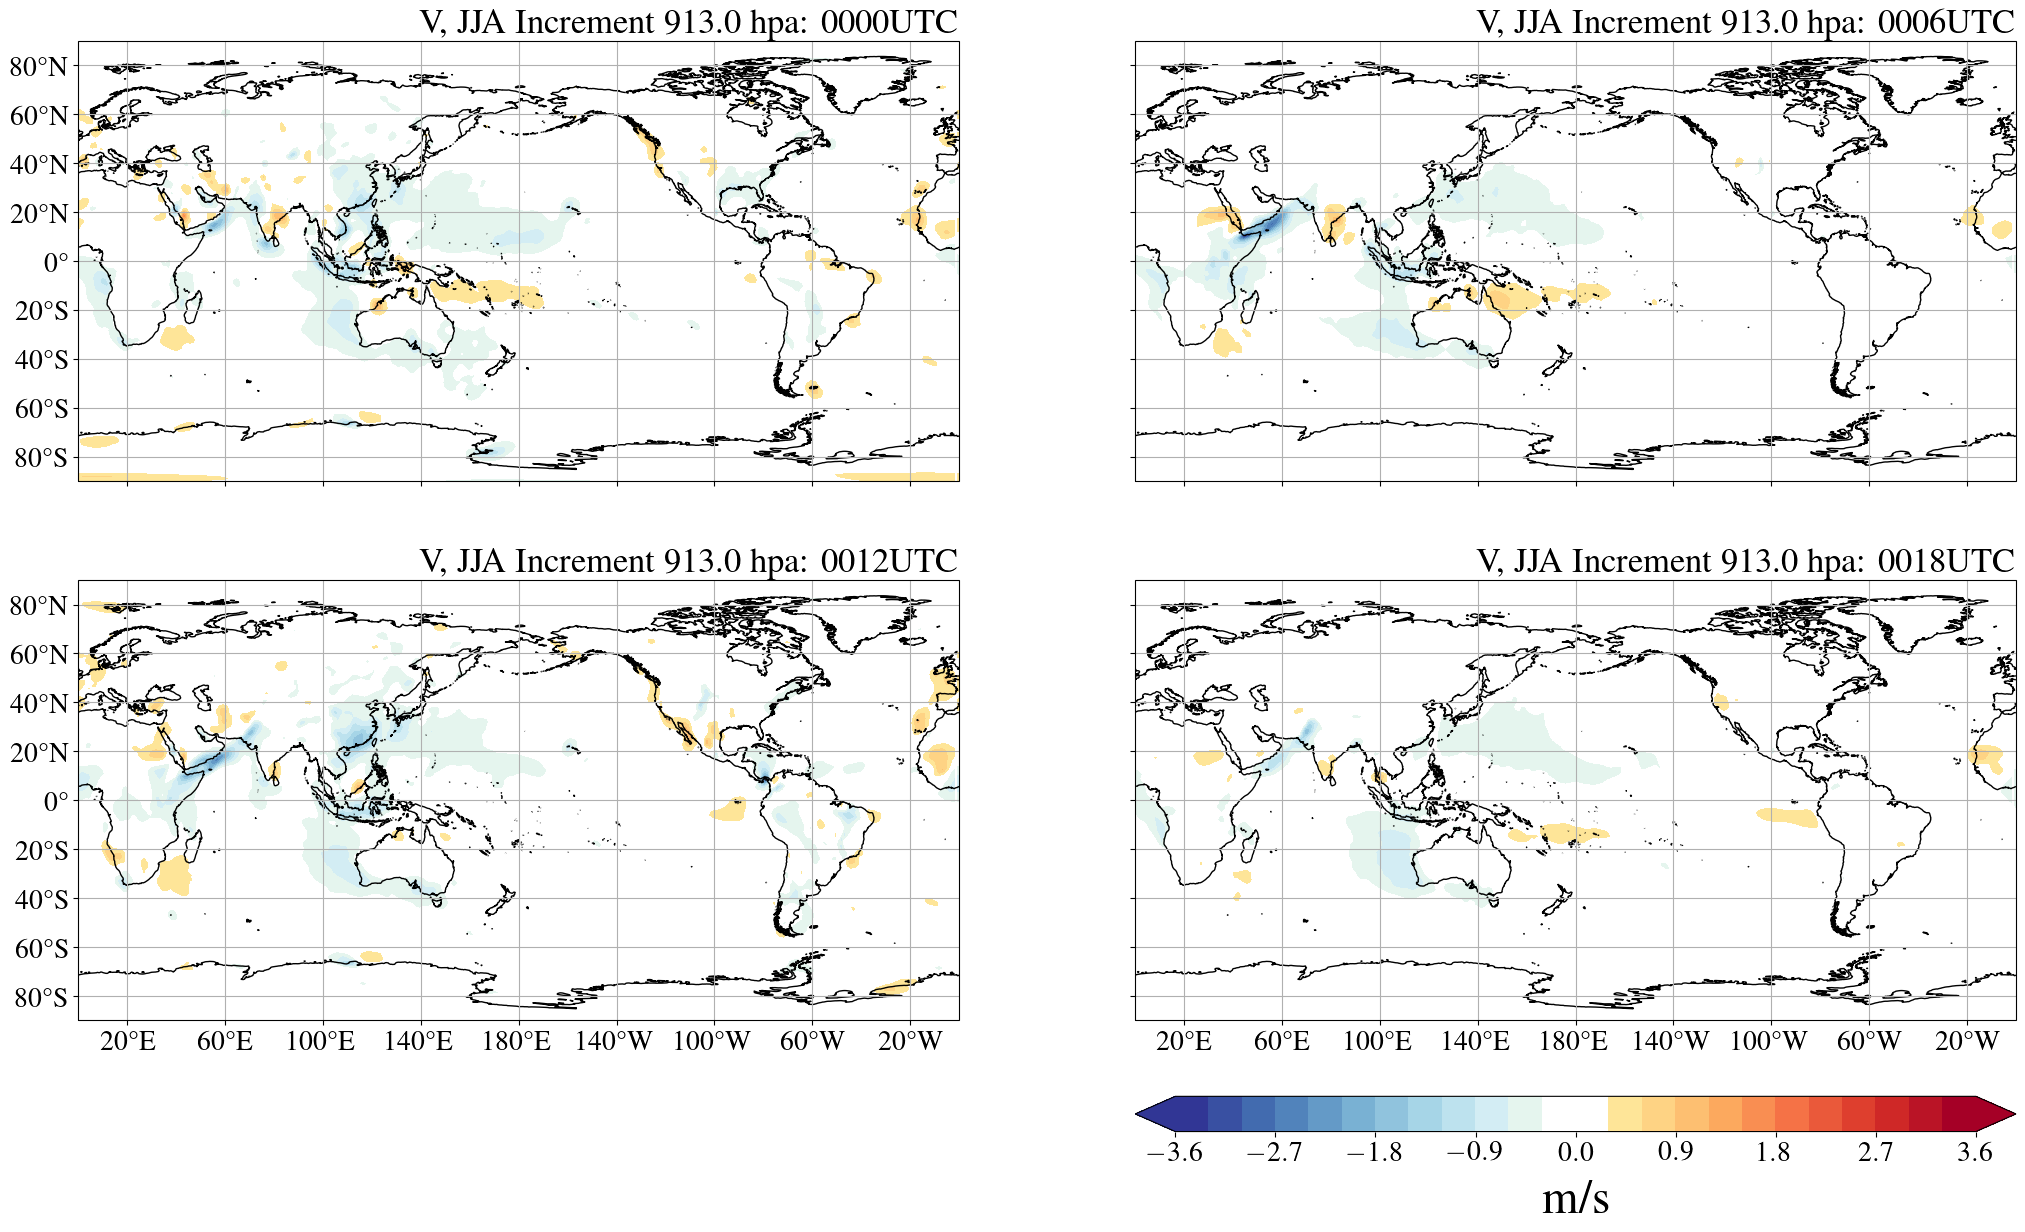 V, JJA Increment 913.0 hpa: 0000UTC
V, JJA Increment 913.0 hpa: 0006UTC
80°N
60°N
40°N
20°N
0°
20°S
40°S
60°S
80°S
V, JJA Increment 913.0 hpa: 0012UTC
V, JJA Increment 913.0 hpa: 0018UTC
80°N
60°N
40°N
20°N
0°
20°S
40°S
60°S
80°S
20°E 60°E 100°E 140°E 180°E 140°W 100°W 60°W 20°W
20°E 60°E 100°E 140°E 180°E 140°W 100°W 60°W 20°W
−3.6 −2.7 −1.8 −0.9 0.0 0.9 1.8 2.7 3.6
m/s